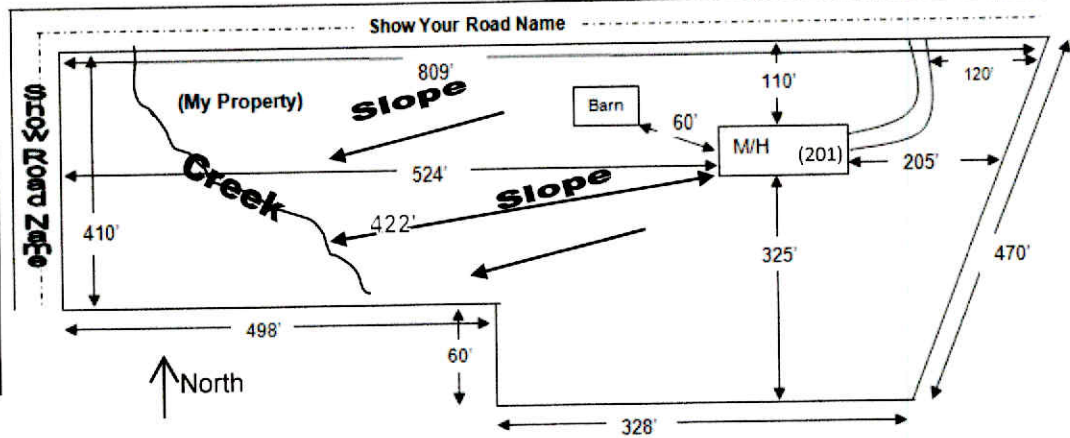 Show Your Road Name
Show Road Name
809'
110'
120'
(My Property)
Slope
Barn
60'
M/H
(201)
Creek
524'
205'
Slope
422'
410'
325'
470'
498'
60'
North
328'